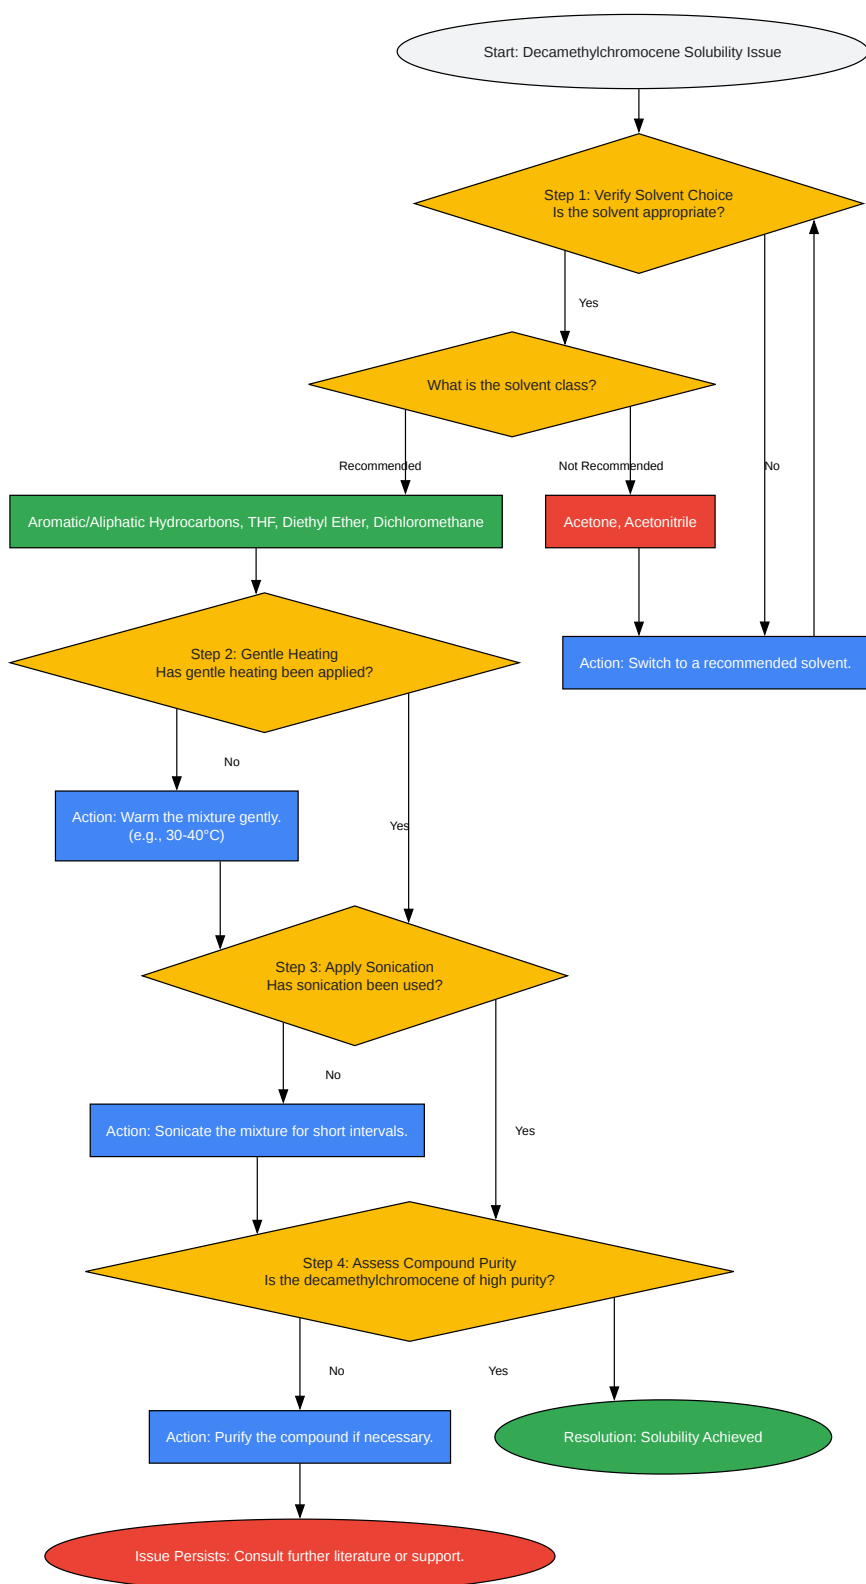 Start: Decamethylchromocene Solubility Issue
Step 1: Verify Solvent Choice
Is the solvent appropriate?
Yes
What is the solvent class?
Recommended
Not Recommended
No
Aromatic/Aliphatic Hydrocarbons, THF, Diethyl Ether, Dichloromethane
Acetone, Acetonitrile
Step 2: Gentle Heating
Has gentle heating been applied?
Action: Switch to a recommended solvent.
No
Action: Warm the mixture gently.
(e.g., 30-40°C)
Yes
Step 3: Apply Sonication
Has sonication been used?
No
Action: Sonicate the mixture for short intervals.
Yes
Step 4: Assess Compound Purity
Is the decamethylchromocene of high purity?
No
Yes
Action: Purify the compound if necessary.
Resolution: Solubility Achieved
Issue Persists: Consult further literature or support.